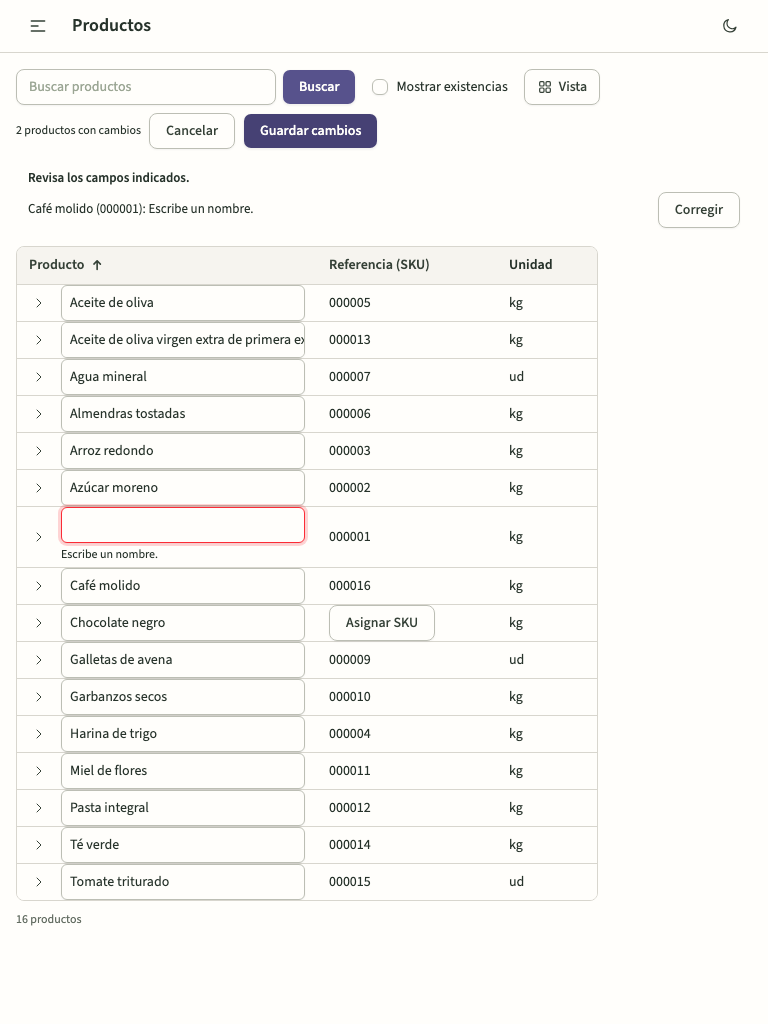 Productos
Buscar productos
Buscar
Mostrar existencias
Vista
2 productos con cambios
Cancelar
Guardar cambios
Revisa los campos indicados.
Café molido (000001): Escribe un nombre.
Corregir
Producto ↑ Referencia (SKU) Unidad
Aceite de oliva 000005 kg
Aceite de oliva virgen extra de primera ex 000013 kg
Agua mineral 000007 ud
Almendras tostadas 000006 kg
Arroz redondo 000003 kg
Azúcar moreno 000002 kg
000001 kg
Escribe un nombre.
Café molido 000016 kg
Chocolate negro Asignar SKU kg
Galletas de avena 000009 ud
Garbanzos secos 000010 kg
Harina de trigo 000004 kg
Miel de flores 000011 kg
Pasta integral 000012 kg
Té verde 000014 kg
Tomate triturado 000015 ud
16 productos